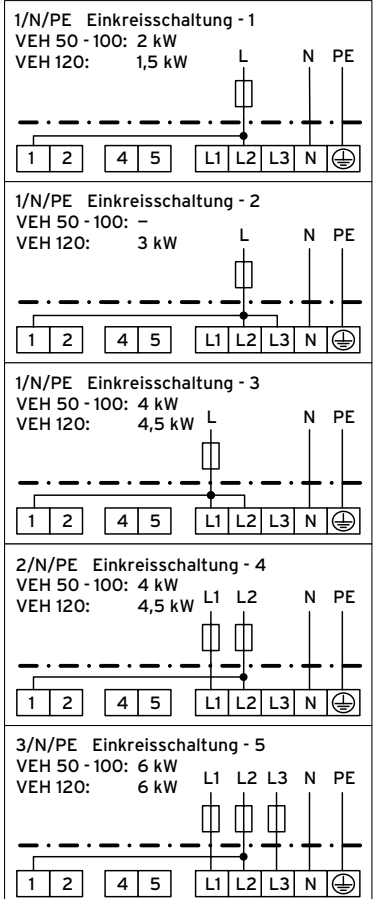 1/N/PE Einkreisschaltung - 1
VEH 50 - 100: 2 kW
VEH 120: 1,5 kW
L N PE
1 2 4 5 L1 L2 L3 N
1/N/PE Einkreisschaltung - 2
VEH 50 - 100: –
VEH 120: 3 kW
L N PE
1 2 4 5 L1 L2 L3 N
1/N/PE Einkreisschaltung - 3
VEH 50 - 100: 4 kW
VEH 120: 4,5 kW
L N PE
1 2 4 5 L1 L2 L3 N
2/N/PE Einkreisschaltung - 4
VEH 50 - 100: 4 kW
VEH 120: 4,5 kW
L1 L2 N PE
1 2 4 5 L1 L2 L3 N
3/N/PE Einkreisschaltung - 5
VEH 50 - 100: 6 kW
VEH 120: 6 kW
L1 L2 L3 N PE
1 2 4 5 L1 L2 L3 N